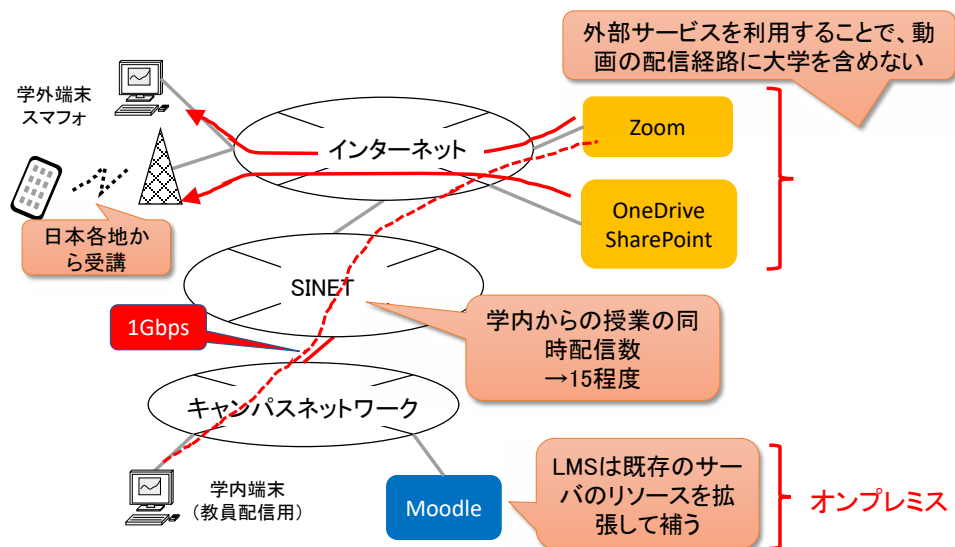 外部サービスを利用することで、動
画の配信経路に大学を含めない
学外端末
スマフォ
インターネット
Zoom
OneDrive
SharePoint
日本各地か
ら受講
SINET
1Gbps
学内からの授業の同
時配信数
→15程度
キャンパスネットワーク
学内端末
（教員配信用）
Moodle
LMSは既存のサー
バのリソースを拡
張して補う
オンプレミス